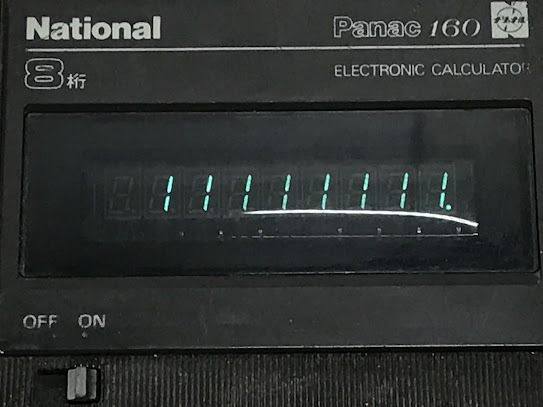 National Panac 160
8桁 ELECTRONIC CALCULATOR
11111111.
OFF ON